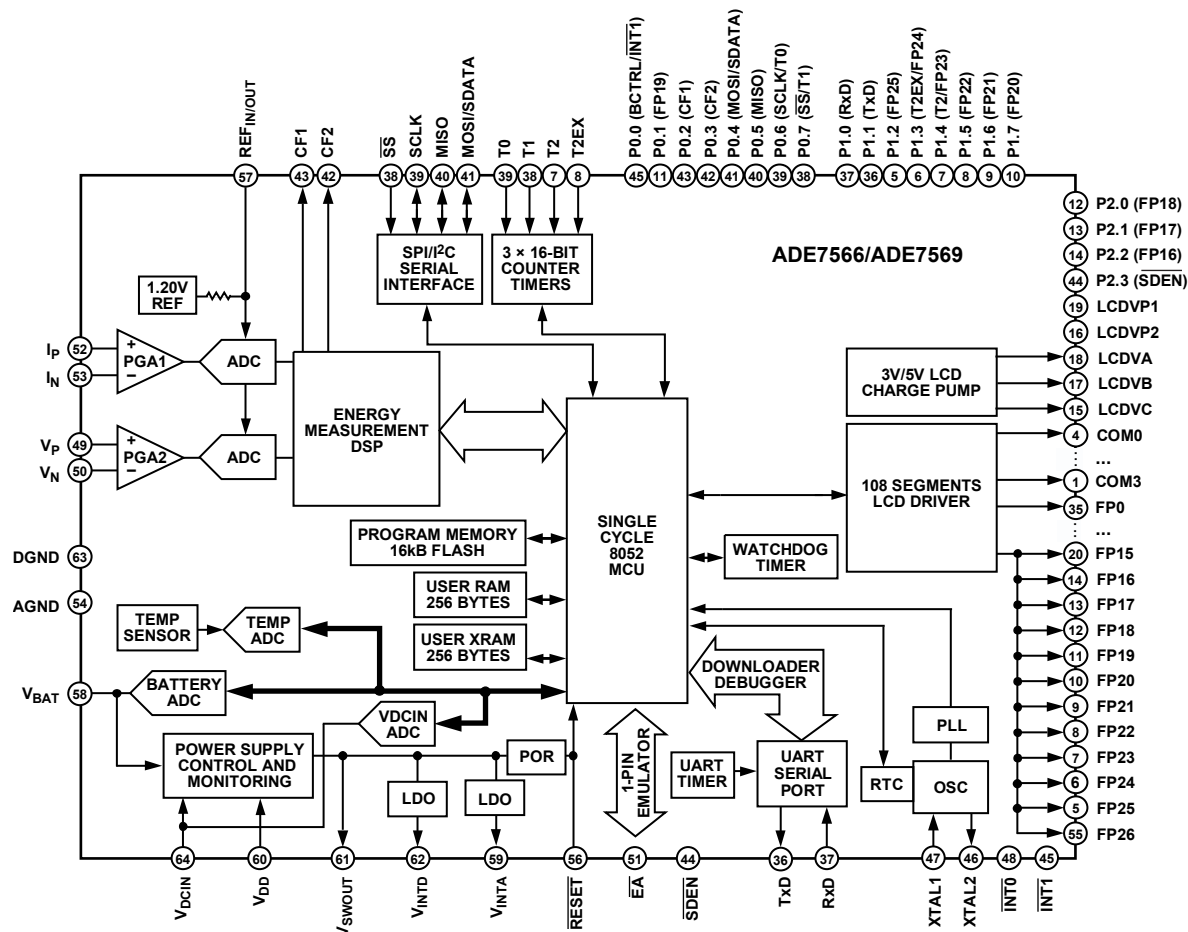 REF IN/OUT
CF1
CF2
SS
SCLK
MISO
MOSI/SDATA
T0
T1
T2
T2EX
P0.0 (BCTRL/INT1)
P0.1 (FP19)
P0.2 (CF1)
P0.3 (CF2)
P0.4 (MOSI/SDATA)
P0.5 (MISO)
P0.6 (SCLK/T0)
P0.7 (SS/T1)
P1.0 (RxD)
P1.1 (TxD)
P1.2 (FP25)
P1.3 (T2EX/FP24)
P1.4 (T2/FP23)
P1.5 (FP22)
P1.6 (FP21)
P1.7 (FP20)
57
43
42
38
39
40
41
39
38
7
8
45
11
43
42
41
40
39
38
37
36
5
6
7
8
9
10
ADE7566/ADE7569
12 P2.0 (FP18)
13 P2.1 (FP17)
14 P2.2 (FP16)
44 P2.3 (SDEN)
19 LCDVP1
16 LCDVP2
18 LCDVA
17 LCDVB
15 LCDVC
4 COM0
...
1 COM3
35 FP0
...
20 FP15
14 FP16
13 FP17
12 FP18
11 FP19
10 FP20
9 FP21
8 FP22
7 FP23
6 FP24
5 FP25
55 FP26
SPI/I2C
SERIAL
INTERFACE
3 × 16-BIT
COUNTER
TIMERS
1.20V
REF
IP 52
IN 53
+
PGA1
−
ADC
VP 49
VN 50
+
PGA2
−
ADC
ENERGY
MEASUREMENT
DSP
3V/5V LCD
CHARGE PUMP
108 SEGMENTS
LCD DRIVER
SINGLE
CYCLE
8052
MCU
PROGRAM MEMORY
16kB FLASH
USER RAM
256 BYTES
USER XRAM
256 BYTES
WATCHDOG
TIMER
DGND 63
AGND 54
TEMP
SENSOR
TEMP
ADC
VBAT 58
BATTERY
ADC
VDCIN
ADC
POWER SUPPLY
CONTROL AND
MONITORING
LDO
LDO
POR
DOWNLOADER
DEBUGGER
1-PIN
EMULATOR
UART
TIMER
UART
SERIAL
PORT
PLL
RTC
OSC
64
60
61
62
59
56
51
44
36
37
47
46
48
45
VDCIN
VDD
VSWOUT
VINTD
VINTA
RESET
EA
SDEN
TxD
RxD
XTAL1
XTAL2
INT0
INT1